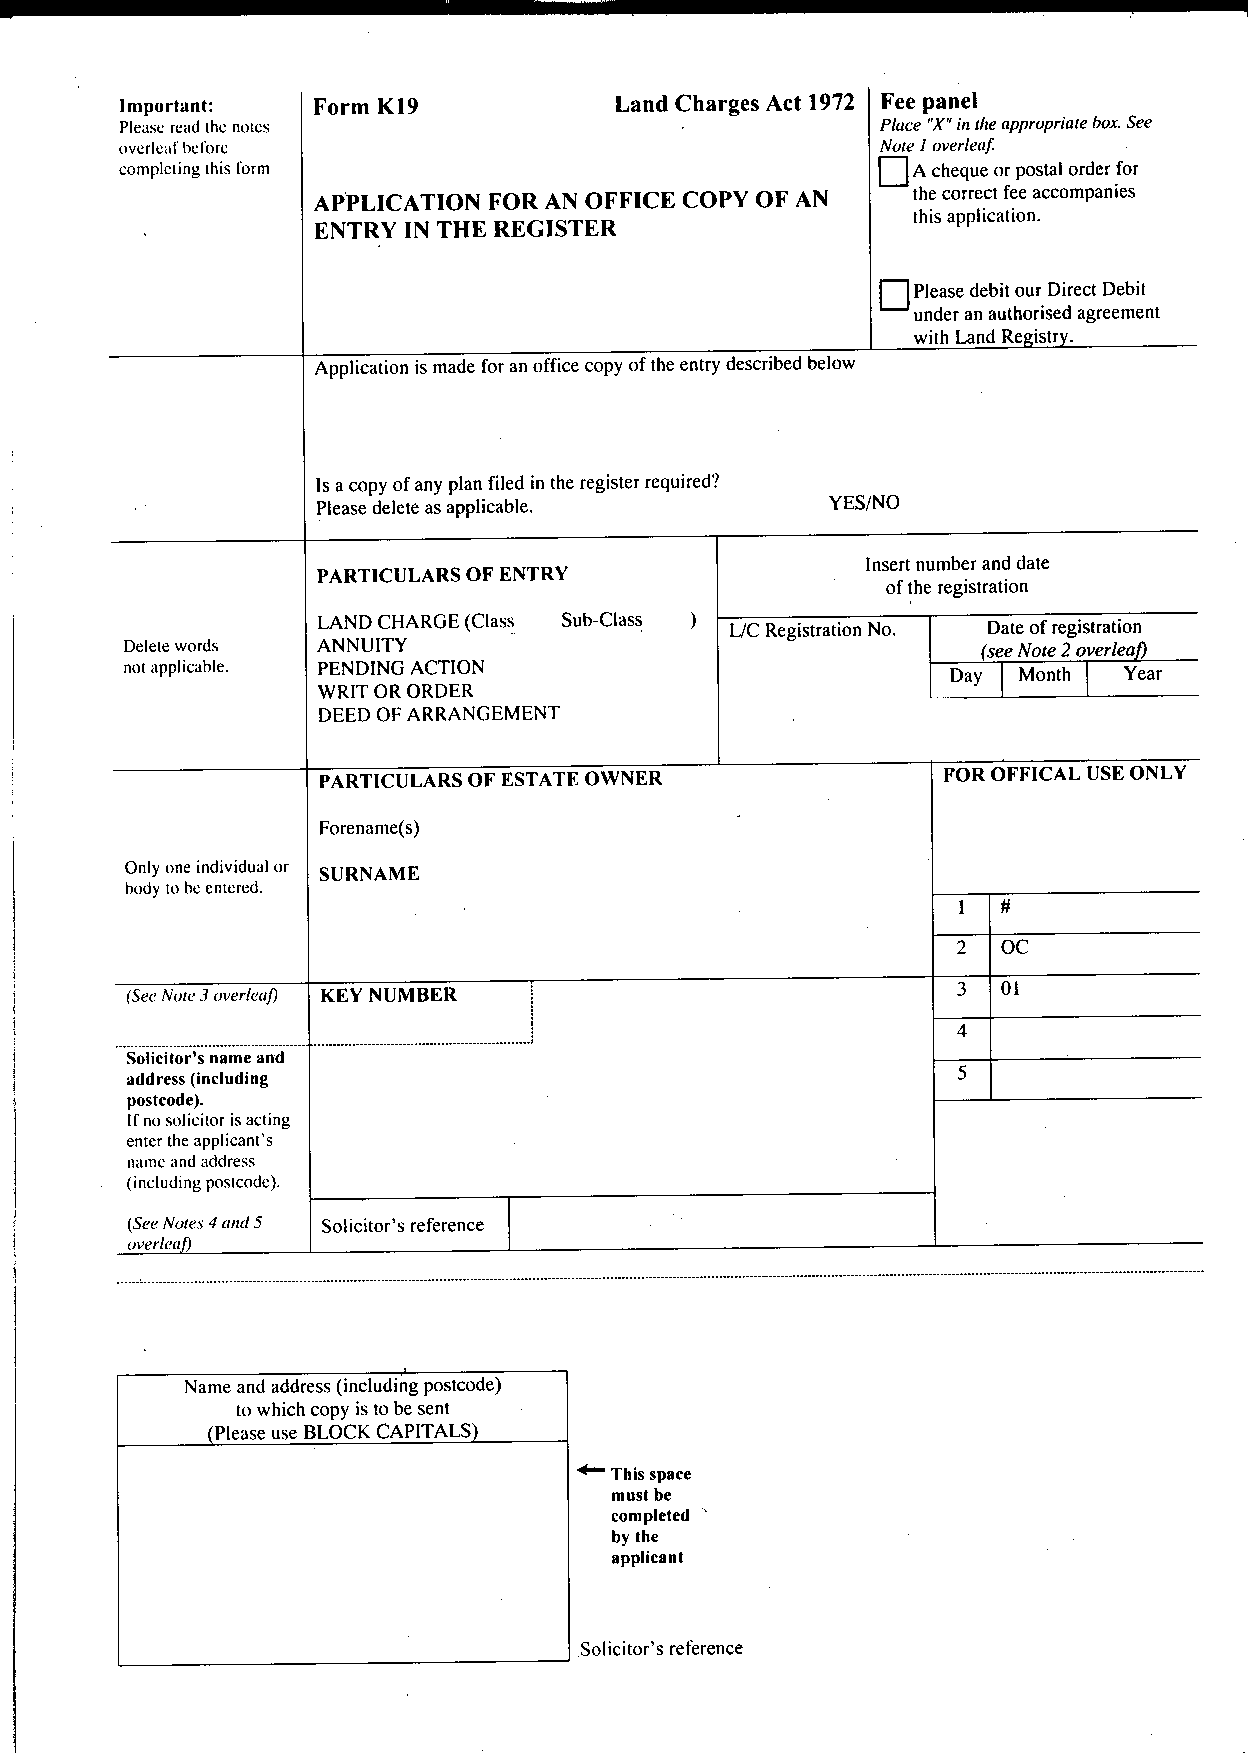 Important:
Please read the notes
overleaf before
completing this form
Form K19
Land Charges Act 1972
APPLICATION FOR AN OFFICE COPY OF AN
ENTRY IN THE REGISTER
Fee panel
Place "X" in the appropriate box. See
Note 1 overleaf.
A cheque or postal order for
the correct fee accompanies
this application.
Please debit our Direct Debit
under an authorised agreement
with Land Registry.
Application is made for an office copy of the entry described below
Is a copy of any plan filed in the register required?
Please delete as applicable.
YES/NO
Delete words
not applicable.
PARTICULARS OF ENTRY
LAND CHARGE (Class Sub-Class )
ANNUITY
PENDING ACTION
WRIT OR ORDER
DEED OF ARRANGEMENT
Insert number and date
of the registration
L/C Registration No.
Date of registration
(see Note 2 overleaf)
Day Month Year
Only one individual or
body to be entered.
PARTICULARS OF ESTATE OWNER
Forename(s)
SURNAME
FOR OFFICAL USE ONLY
1 #
2 OC
3 01
4
5
(See Note 3 overleaf)
KEY NUMBER
Solicitor's name and
address (including
postcode).
If no solicitor is acting
enter the applicant's
name and address
(including postcode).
(See Notes 4 and 5
overleaf)
Solicitor's reference
Name and address (including postcode)
to which copy is to be sent
(Please use BLOCK CAPITALS)
This space
must be
completed
by the
applicant
Solicitor's reference